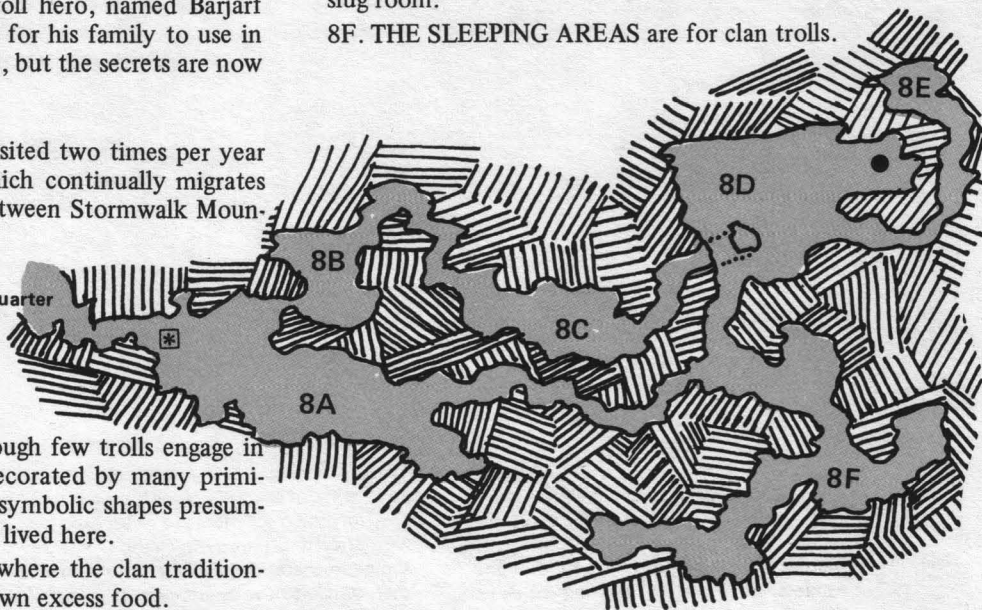 oll hero, named Barjarf
for his family to use in
, but the secrets are now
sited two times per year
hich continually migrates
etween Stormwalk Moun-
uarter
ough few trolls engage in
ecorated by many primi-
symbolic shapes presum-
lived here.
where the clan tradition-
wn excess food.
slug room.
8F. THE SLEEPING AREAS are for clan trolls.
8A
8B
8C
8D
8E
8F
*